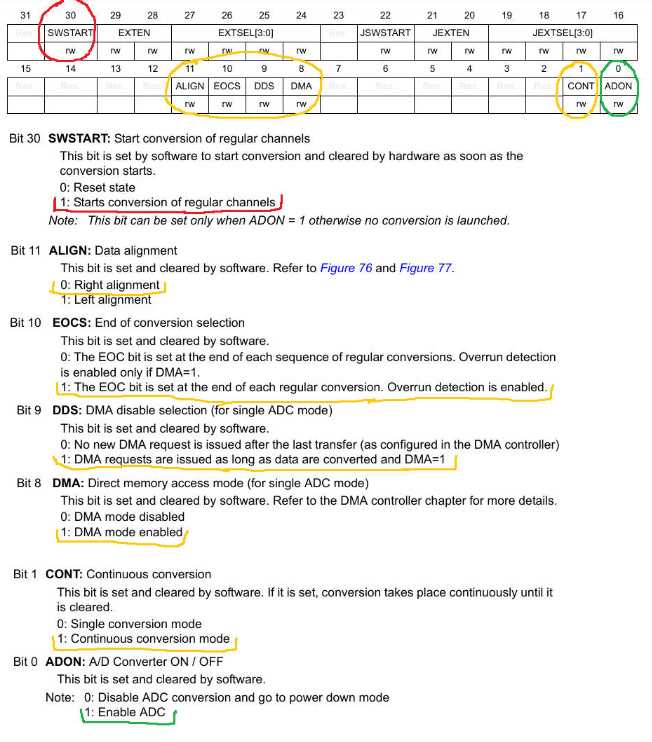 31 30 29 28 27 26 25 24 23 22 21 20 19 18 17 16
Res. SWSTART EXTEN EXTSEL[3:0] Res. JSWSTART JEXTEN JEXTSEL[3:0]
rw rw rw rw rw rw rw rw rw rw rw rw rw rw
15 14 13 12 11 10 9 8 7 6 5 4 3 2 1 0
Res. Res. Res. Res. ALIGN EOCS DDS DMA Res. Res. Res. Res. Res. Res. CONT ADON
rw rw rw rw rw rw
Bit 30 SWSTART: Start conversion of regular channels
This bit is set by software to start conversion and cleared by hardware as soon as the
conversion starts.
0: Reset state
1: Starts conversion of regular channels
Note: This bit can be set only when ADON = 1 otherwise no conversion is launched.
Bit 11 ALIGN: Data alignment
This bit is set and cleared by software. Refer to Figure 76 and Figure 77.
0: Right alignment
1: Left alignment
Bit 10 EOCS: End of conversion selection
This bit is set and cleared by software.
0: The EOC bit is set at the end of each sequence of regular conversions. Overrun detection
is enabled only if DMA=1.
1: The EOC bit is set at the end of each regular conversion. Overrun detection is enabled.
Bit 9 DDS: DMA disable selection (for single ADC mode)
This bit is set and cleared by software.
0: No new DMA request is issued after the last transfer (as configured in the DMA controller)
1: DMA requests are issued as long as data are converted and DMA=1
Bit 8 DMA: Direct memory access mode (for single ADC mode)
This bit is set and cleared by software. Refer to the DMA controller chapter for more details.
0: DMA mode disabled
1: DMA mode enabled
Bit 1 CONT: Continuous conversion
This bit is set and cleared by software. If it is set, conversion takes place continuously until it
is cleared.
0: Single conversion mode
1: Continuous conversion mode
Bit 0 ADON: A/D Converter ON / OFF
This bit is set and cleared by software.
Note: 0: Disable ADC conversion and go to power down mode
1: Enable ADC